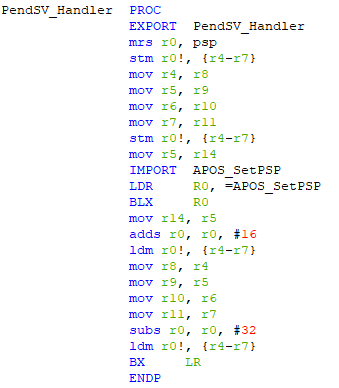 PendSV_Handler PROC
EXPORT PendSV_Handler
mrs r0, psp
stm r0!, {r4-r7}
mov r4, r8
mov r5, r9
mov r6, r10
mov r7, r11
stm r0!, {r4-r7}
mov r5, r14
IMPORT APOS_SetPSP
LDR R0, =APOS_SetPSP
BLX R0
mov r14, r5
adds r0, r0, #16
ldm r0!, {r4-r7}
mov r8, r4
mov r9, r5
mov r10, r6
mov r11, r7
subs r0, r0, #32
ldm r0!, {r4-r7}
BX LR
ENDP